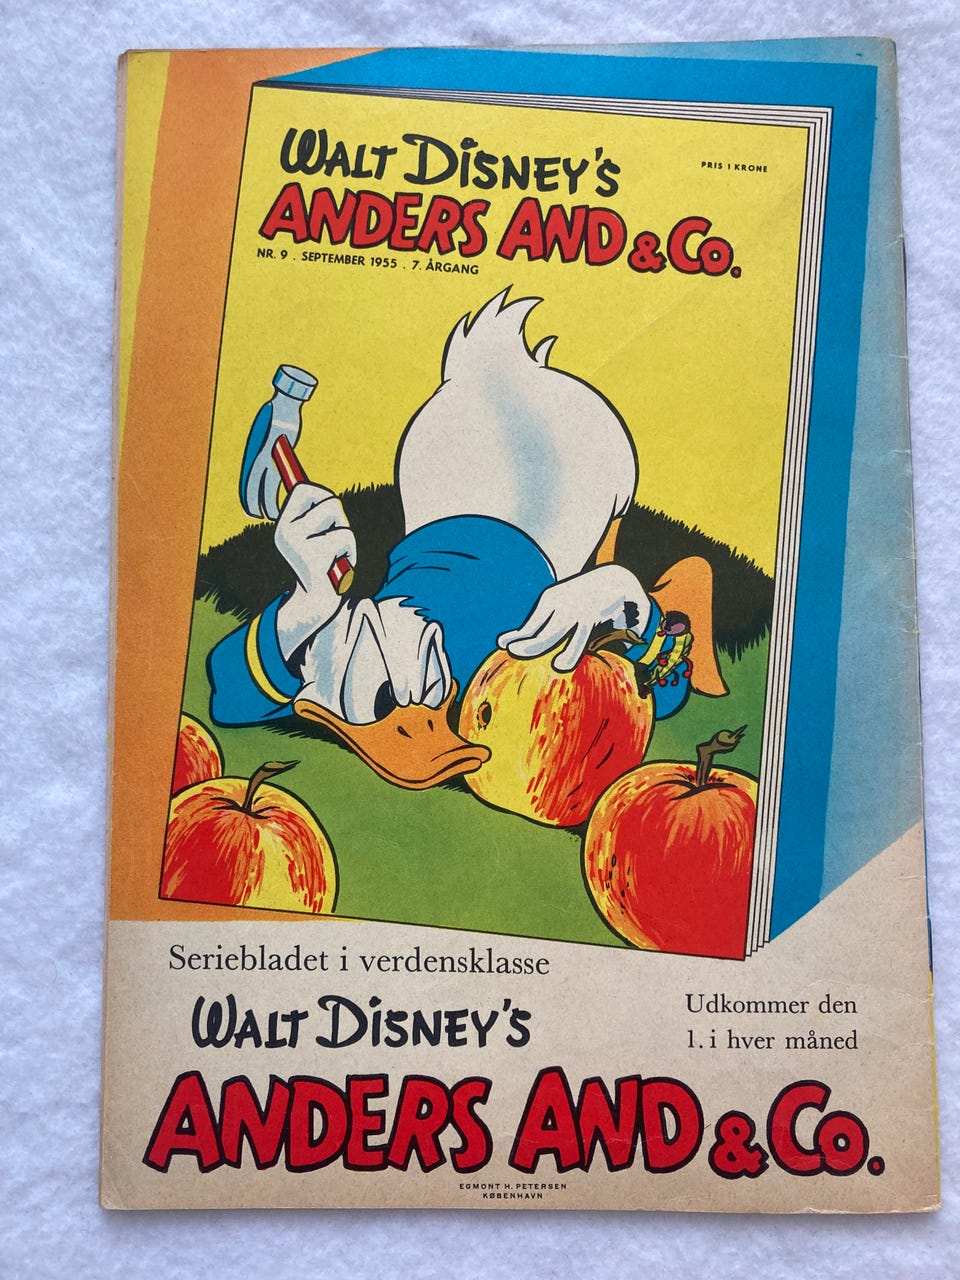 WALT DISNEY'S
PRIS 1 KRONE
ANDERS AND & Co.
NR. 9 . SEPTEMBER 1955 . 7. ÅRGANG
Seriebladet i verdensklasse
WALT DISNEY'S
Udkommer den
1. i hver måned
ANDERS AND & Co.
EGMONT H. PETERSEN
KØBENHAVN